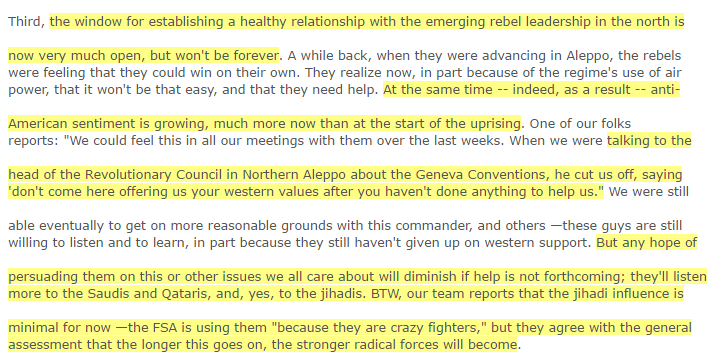 Third, the window for establishing a healthy relationship with the emerging rebel leadership in the north is
now very much open, but won't be forever. A while back, when they were advancing in Aleppo, the rebels
were feeling that they could win on their own. They realize now, in part because of the regime's use of air
power, that it won't be that easy, and that they need help. At the same time -- indeed, as a result -- anti-
American sentiment is growing, much more now than at the start of the uprising. One of our folks
reports: "We could feel this in all our meetings with them over the last weeks. When we were talking to the
head of the Revolutionary Council in Northern Aleppo about the Geneva Conventions, he cut us off, saying
'don't come here offering us your western values after you haven't done anything to help us." We were still
able eventually to get on more reasonable grounds with this commander, and others —these guys are still
willing to listen and to learn, in part because they still haven't given up on western support. But any hope of
persuading them on this or other issues we all care about will diminish if help is not forthcoming; they'll listen
more to the Saudis and Qataris, and, yes, to the jihadis. BTW, our team reports that the jihadi influence is
minimal for now —the FSA is using them "because they are crazy fighters," but they agree with the general
assessment that the longer this goes on, the stronger radical forces will become.